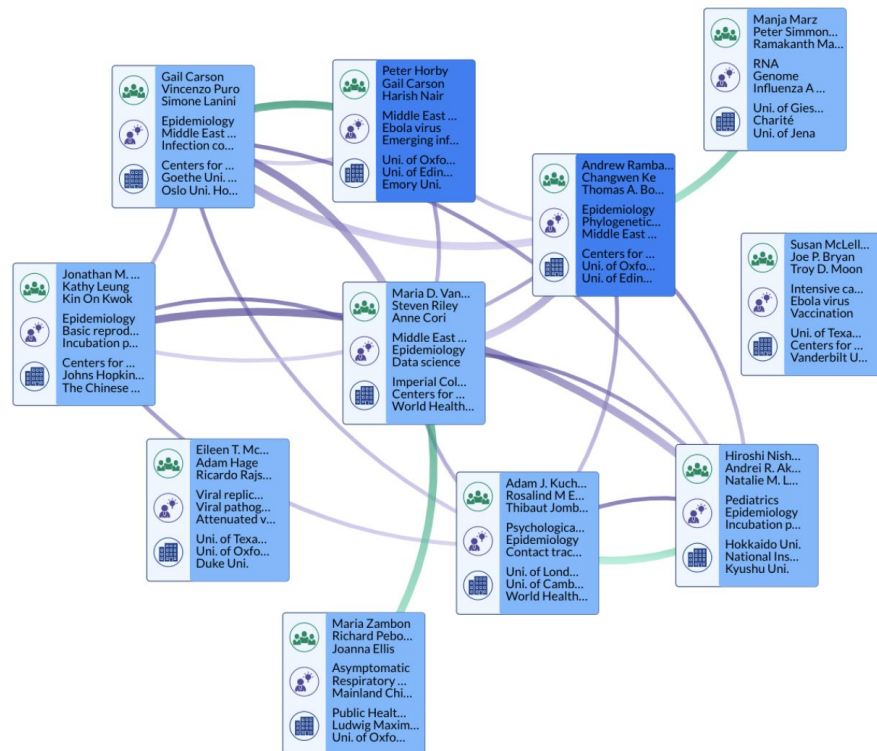 Manja Marz
Peter Simmon...
Ramakanth Ma...
RNA
Genome
Influenza A ...
Uni. of Gies...
Charité
Uni. of Jena
Gail Carson
Vincenzo Puro
Simone Lanini
Epidemiology
Middle East ...
Infection co...
Centers for ...
Goethe Uni. ...
Oslo Uni. Ho...
Peter Horby
Gail Carson
Harish Nair
Middle East ...
Ebola virus
Emerging inf...
Uni. of Oxfo...
Uni. of Edin...
Emory Uni.
Andrew Ramba...
Changwen Ke
Thomas A. Bo...
Epidemiology
Phylogenetic...
Middle East ...
Centers for ...
Uni. of Oxfo...
Uni. of Edin...
Susan McLell...
Joe P. Bryan
Troy D. Moon
Intensive ca...
Ebola virus
Vaccination
Uni. of Texa...
Centers for ...
Vanderbilt U...
Jonathan M. ...
Kathy Leung
Kin On Kwok
Epidemiology
Basic reprod...
Incubation p...
Centers for ...
Johns Hopkin...
The Chinese ...
Maria D. Van...
Steven Riley
Anne Cori
Middle East ...
Epidemiology
Data science
Imperial Col...
Centers for ...
World Health...
Eileen T. Mc...
Adam Hage
Ricardo Rajs...
Viral replic...
Viral pathog...
Attenuated v...
Uni. of Texa...
Uni. of Oxfo...
Duke Uni.
Adam J. Kuch...
Rosalind M E...
Thibaut Jomb...
Psychologica...
Epidemiology
Contact trac...
Uni. of Lond...
Uni. of Camb...
World Health...
Hiroshi Nish...
Andrei R. Ak...
Natalie M. L...
Pediatrics
Epidemiology
Incubation p...
Hokkaido Uni.
National Ins...
Kyushu Uni.
Maria Zambon
Richard Pebo...
Joanna Ellis
Asymptomatic
Respiratory ...
Mainland Chi...
Public Healt...
Ludwig Maxim...
Uni. of Oxfo...